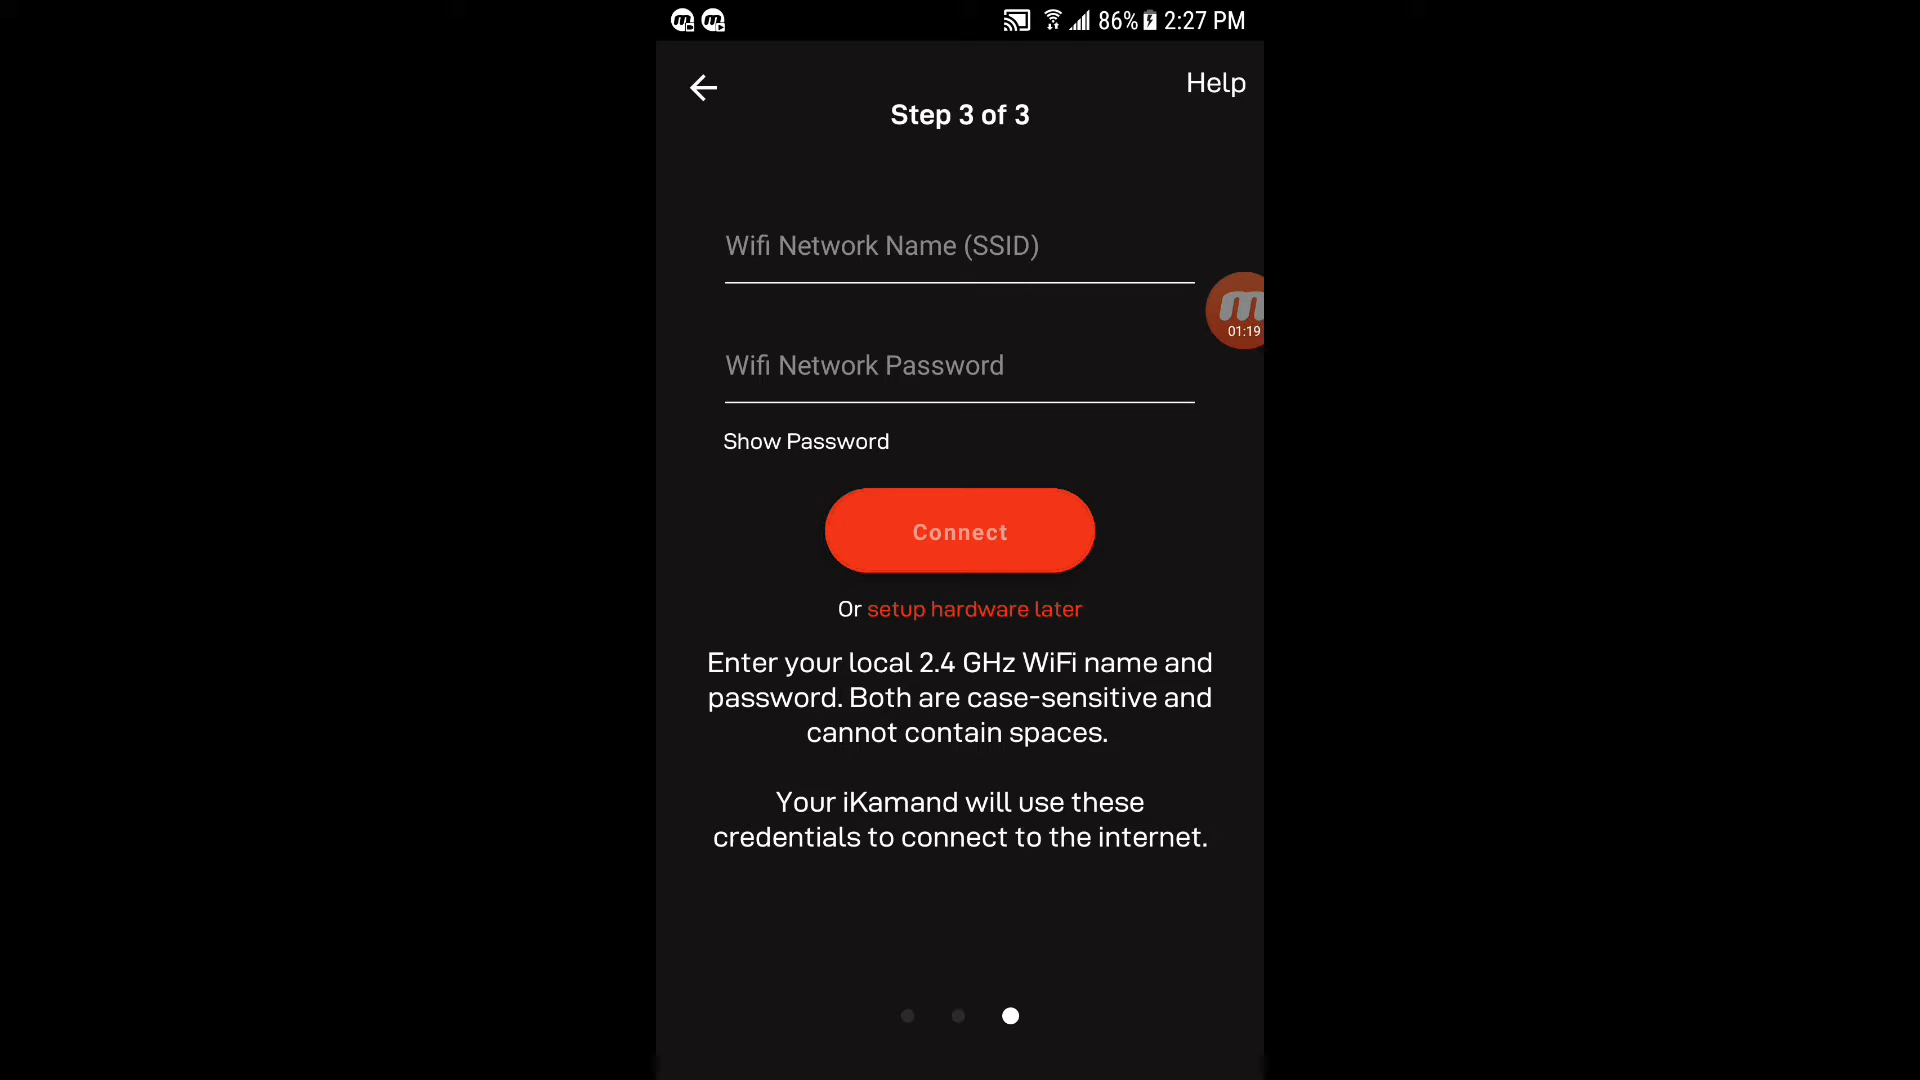 86% 2:27 PM
Help
Step 3 of 3
Wifi Network Name (SSID)
m
01:19
Wifi Network Password
Show Password
Connect
Or setup hardware later
Enter your local 2.4 GHz WiFi name and
password. Both are case-sensitive and
cannot contain spaces.
Your iKamand will use these
credentials to connect to the internet.